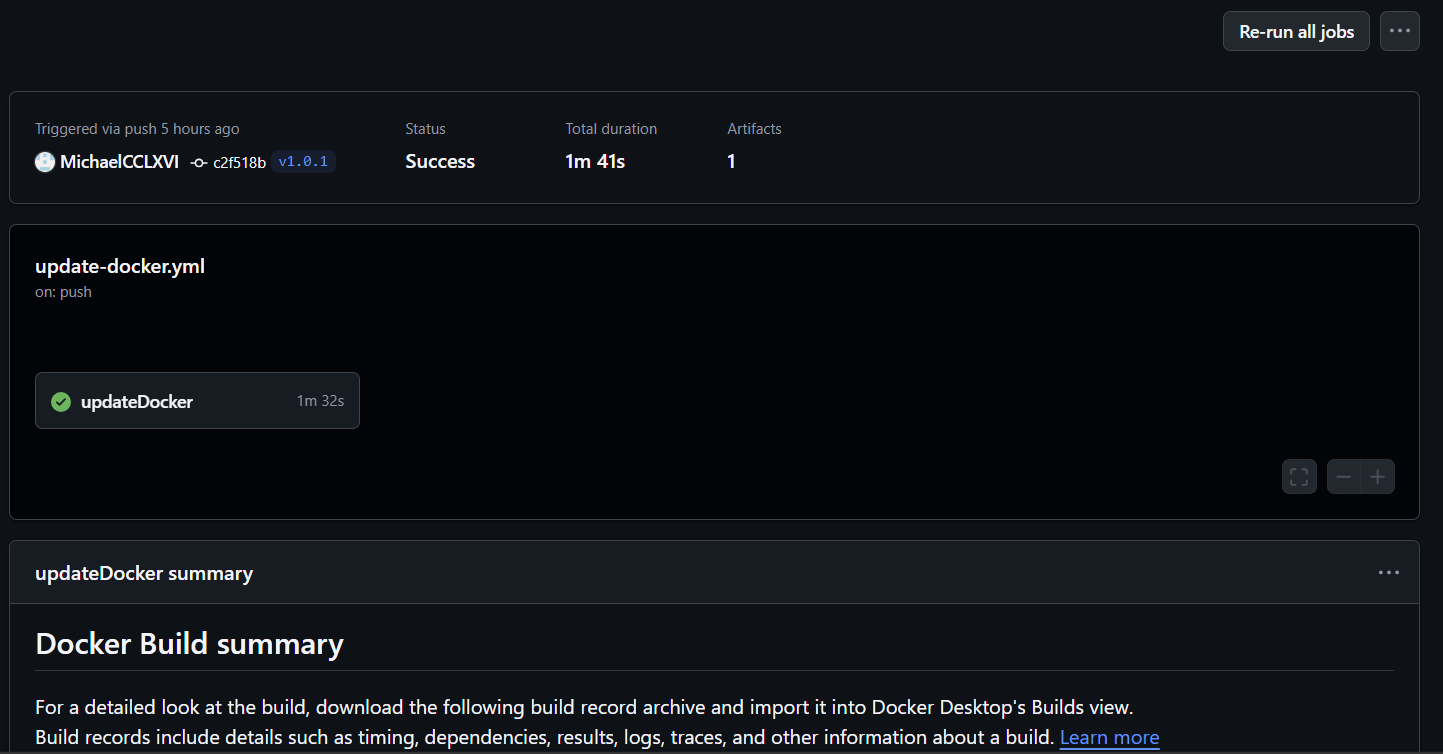 Re-run all jobs
Triggered via push 5 hours ago
Status
Total duration
Artifacts
MichaelCCLXVI c2f518b v1.0.1
Success
1m 41s
1
update-docker.yml
on: push
updateDocker 1m 32s
updateDocker summary
Docker Build summary
For a detailed look at the build, download the following build record archive and import it into Docker Desktop's Builds view.
Build records include details such as timing, dependencies, results, logs, traces, and other information about a build. Learn more